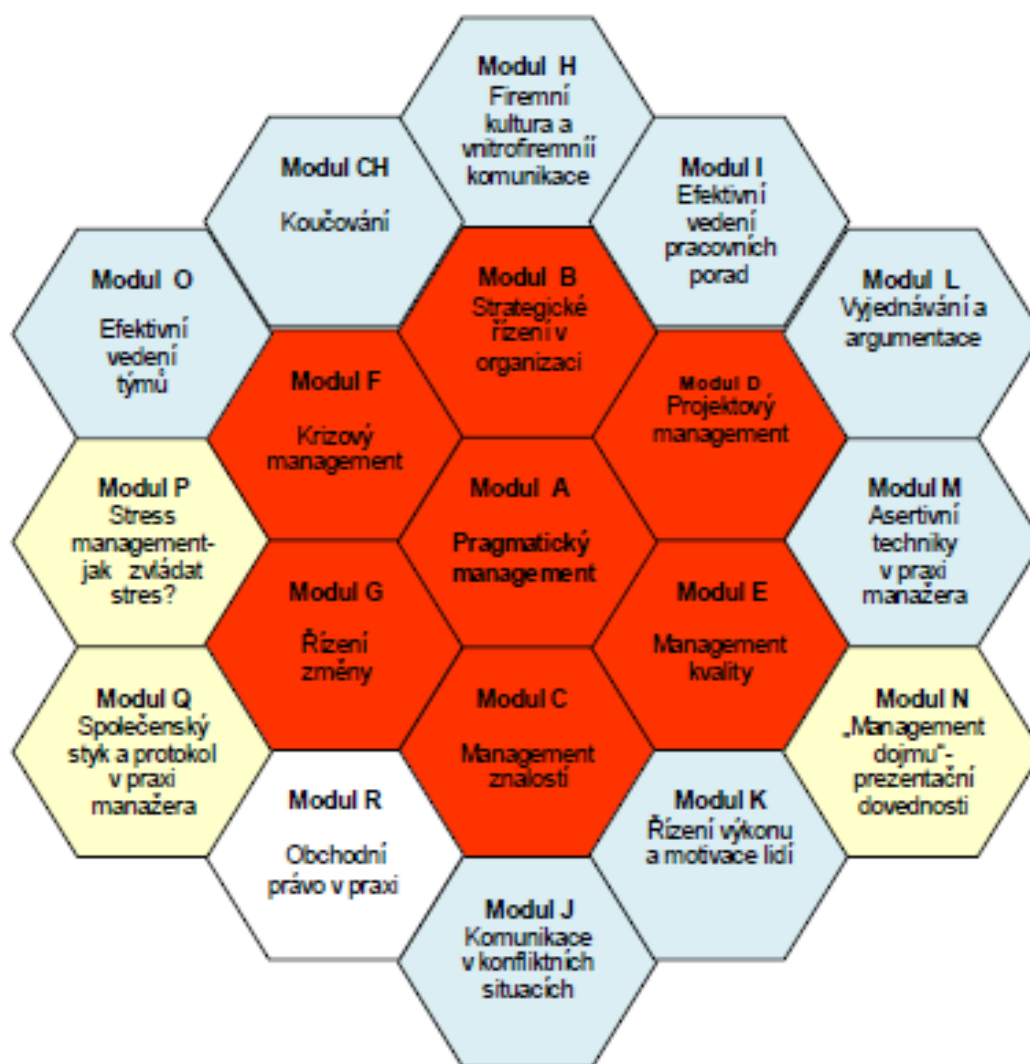 Modul H
Firemní
kultura a
vnitrofiremníí
komunikace
Modul CH
Koučování
Modul I
Efektivní
vedení
pracovních
porad
Modul O
Efektivní
vedení
týmů
Modul B
Strategické
řízení v
organizaci
Modul L
Vyjednávání a
argumentace
Modul F
Krizový
management
Modul D
Projektový
management
Modul P
Stress
management-
jak zvládat
stres?
Modul A
Pragmatický
management
Modul M
Asertivní
techniky
v praxi
manažera
Modul G
Řízení
změny
Modul E
Management
kvality
Modul Q
Společenský
styk a protokol
v praxi
manažera
Modul C
Management
znalostí
Modul N
„Management
dojmu“-
prezentační
dovednosti
Modul R
Obchodní
právo v praxi
Modul K
Řízení výkonu
a motivace lidí
Modul J
Komunikace
v konfliktních
situacích